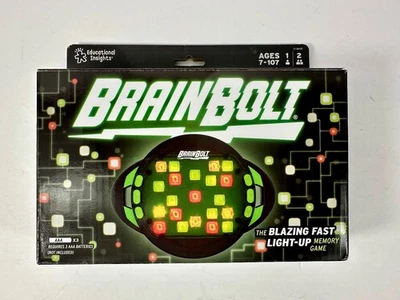 Educational
Insights®
AGES
7-107
1
2
BRAINBOLT®
BRAINBOLT
THE BLAZING FAST
LIGHT-UP MEMORY
GAME
AAA X3
REQUIRES 3 AAA BATTERIES
(NOT INCLUDED)